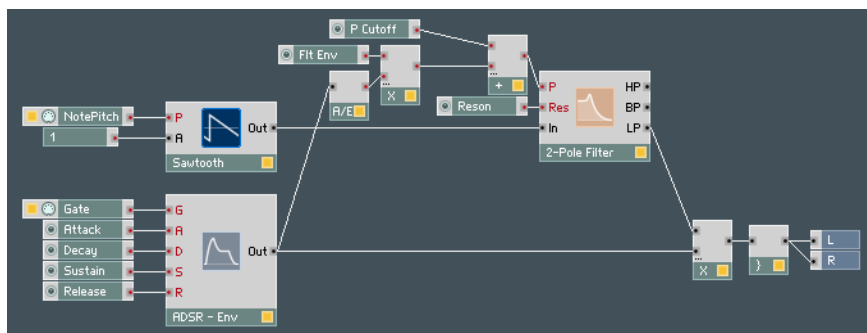 P Cutoff
Flt Env
...
X
...
+
A/E
Reson
P
Res
In
HP
BP
LP
2-Pole Filter
NotePitch
1
P
A
Out
Sawtooth
Gate
Attack
Decay
Sustain
Release
G
A
D
S
R
Out
ADSR - Env
...
X
}
L
R